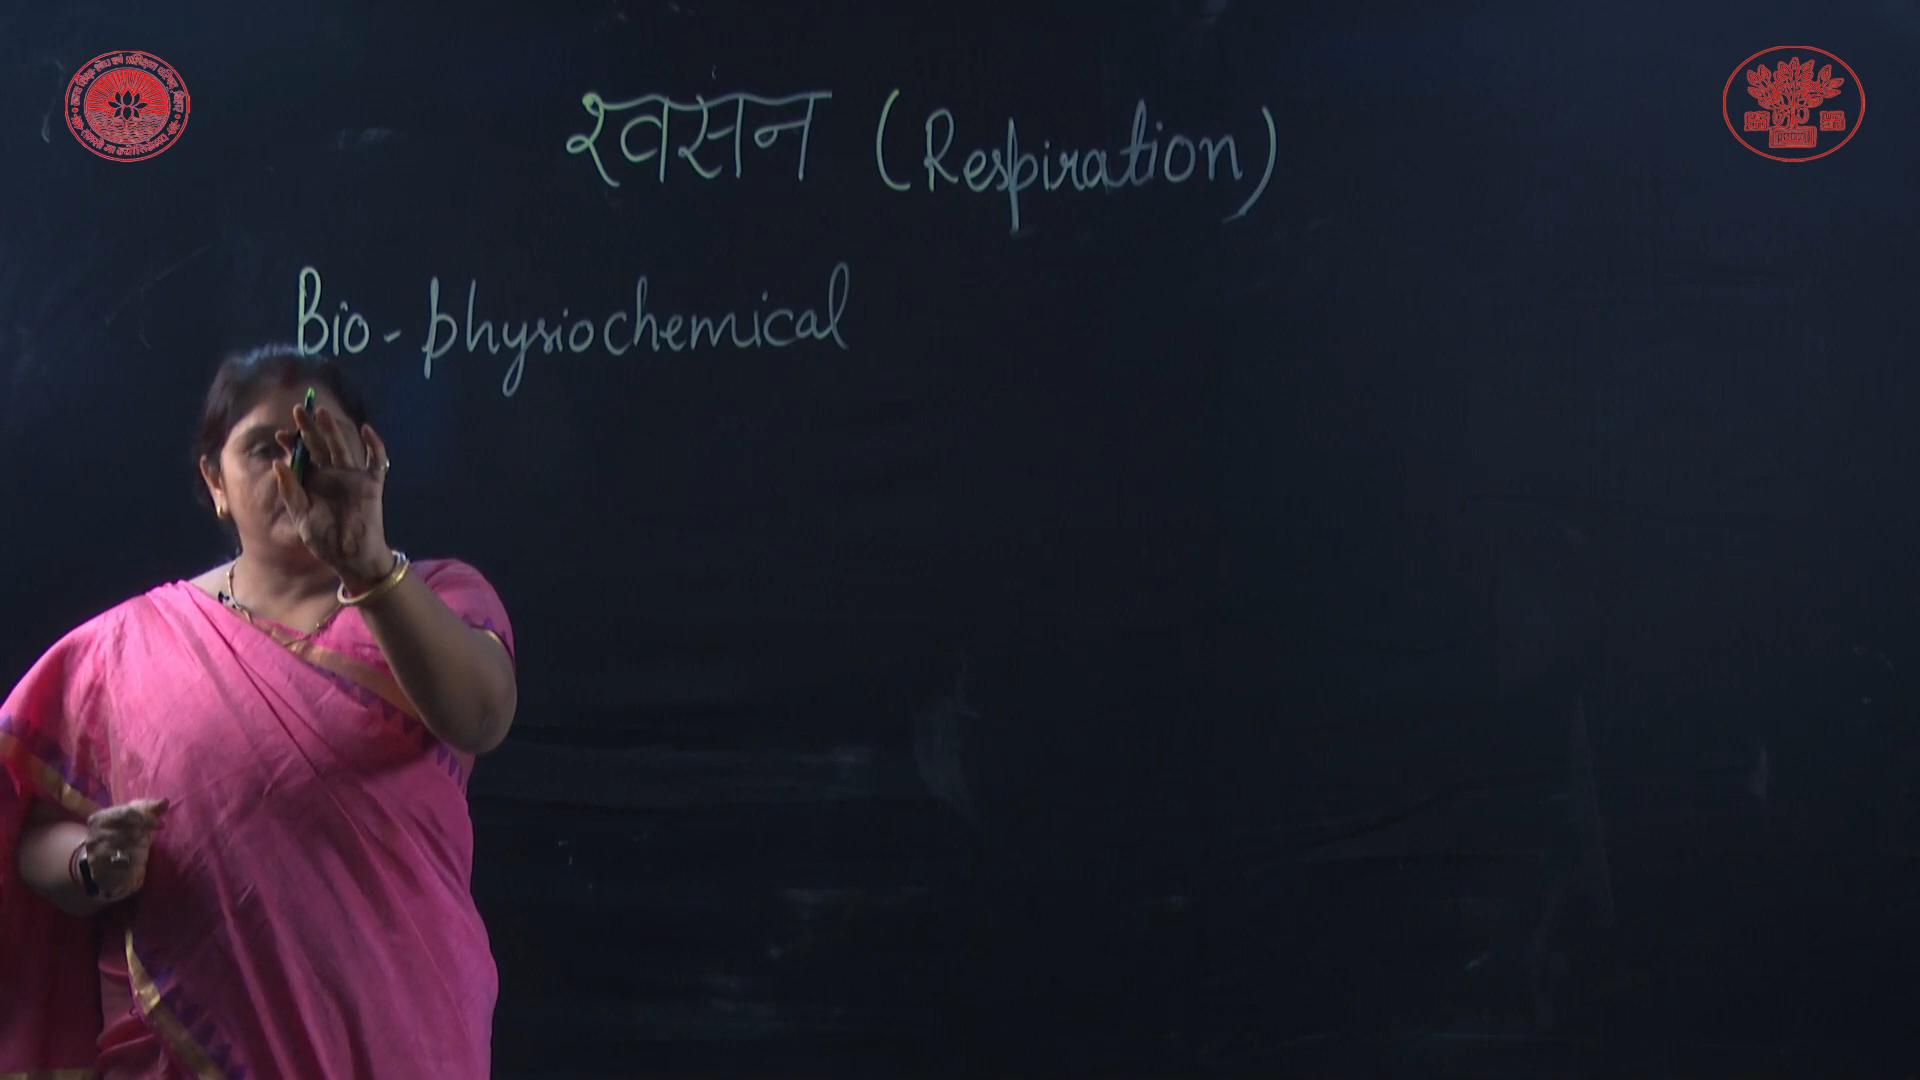 श्वसन (Respiration)
Bio-physiochemical